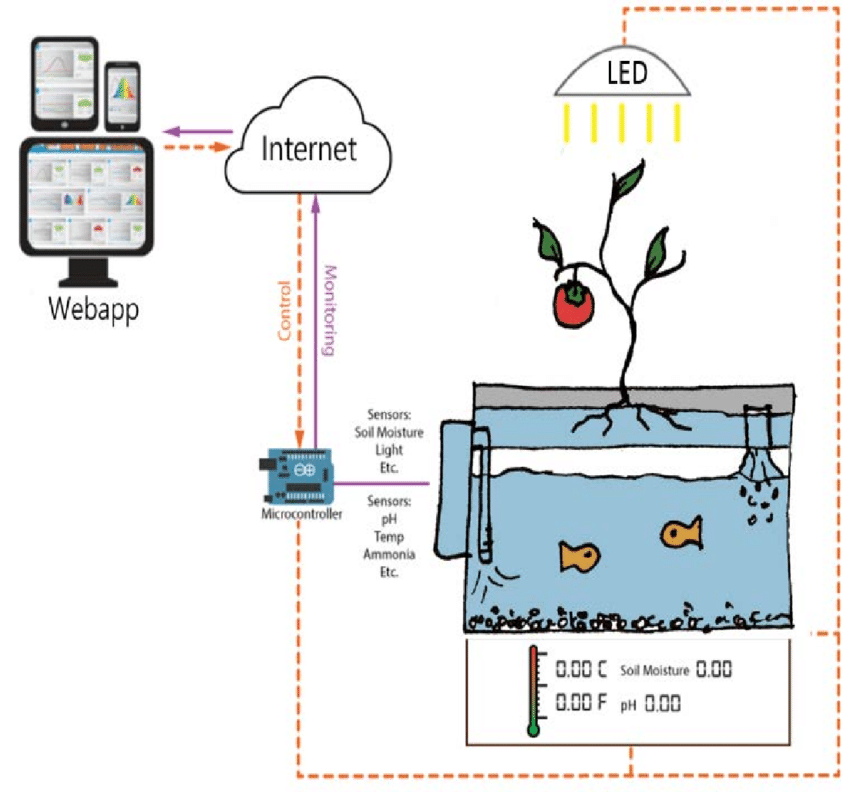 LED
Internet
Webapp
Control
Monitoring
Sensors:
Soil Moisture
Light
Etc.
Microcontroller
Sensors:
pH
Temp
Ammonia
Etc.
0.00 C Soil Moisture 0.00
0.00 F pH 0.00